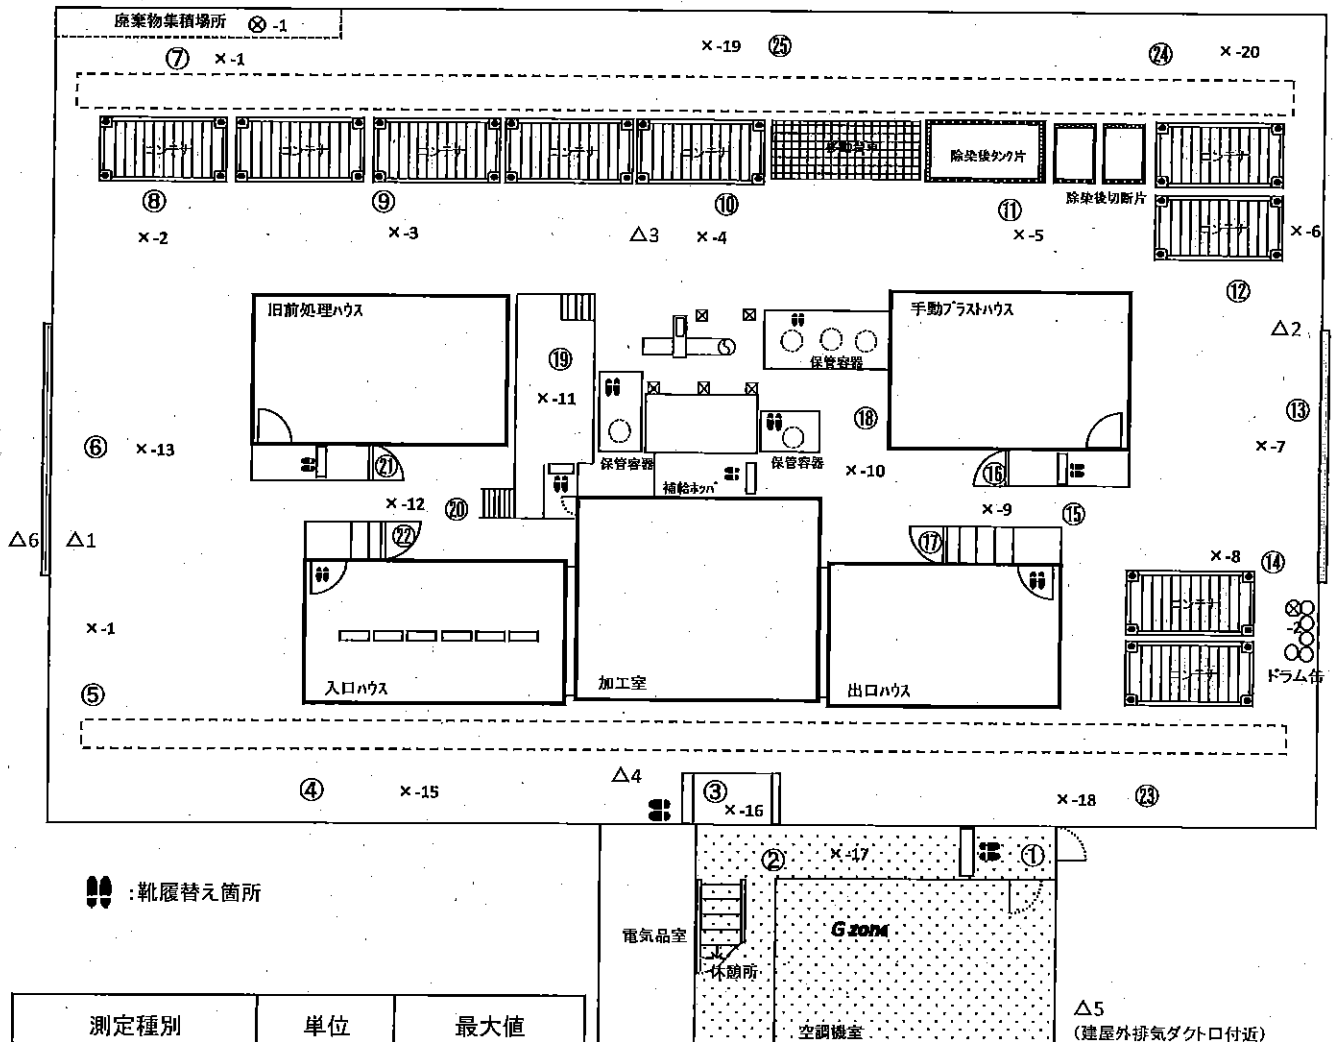 廃棄物集積場所 ⊗ -1
⑦ ×-1
×-19 ㉕
㉔ ×-20
コンテナ コンテナ コンテナ コンテナ コンテナ
除染後タンク片
コンテナ
除染後切断片
⑧ ⑨ ⑩ ⑪
コンテナ
×-2 ×-3 △3 ×-4 ×-5 ×-6
⑫
旧前処理ハウス
手動ブラストハウス
△2
保管容器
⑲
×-11
⑱
⑬
⑥ ×-13
×-7
㉑
保管容器
保管容器
×-10
⑯
補給ホッパ
×-12 ⑳
×-9 ⑮
△6 △1
㉒
⑰
×-8 ⑭
コンテナ
⊗
-2
×-1
コンテナ
ドラム缶
入口ハウス
加工室
出口ハウス
⑤
④ ×-15
△4
③ ×-16
×-18 ㉓
② ×-17 ①
:靴履替え箇所
電気品室
G zone
休憩所
測定種別 単位 最大値
空調機室
△5
(建屋外排気ダクト口付近)